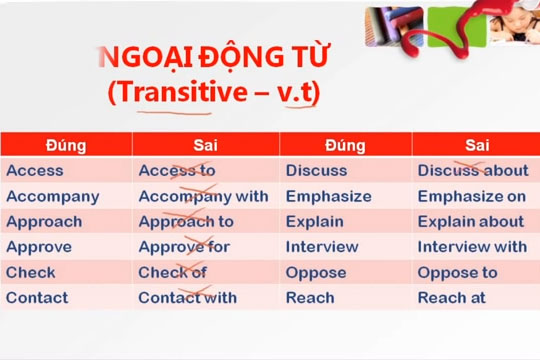 NGOẠI ĐỘNG TỪ
(Transitive – v.t)
Đúng Sai Đúng Sai
Access Access to Discuss Discuss about
Accompany Accompany with Emphasize Emphasize on
Approach Approach to Explain Explain about
Approve Approve for Interview Interview with
Check Check of Oppose Oppose to
Contact Contact with Reach Reach at